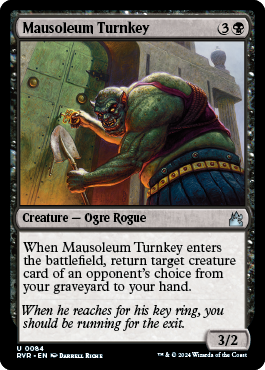 Mausoleum Turnkey 3
Creature — Ogre Rogue
When Mausoleum Turnkey enters
the battlefield, return target creature
card of an opponent's choice from
your graveyard to your hand.
When he reaches for his key ring, you
should be running for the exit.
3/2
U 0084
RVR • EN Darrell Riche
™ & © 2024 Wizards of the Coast